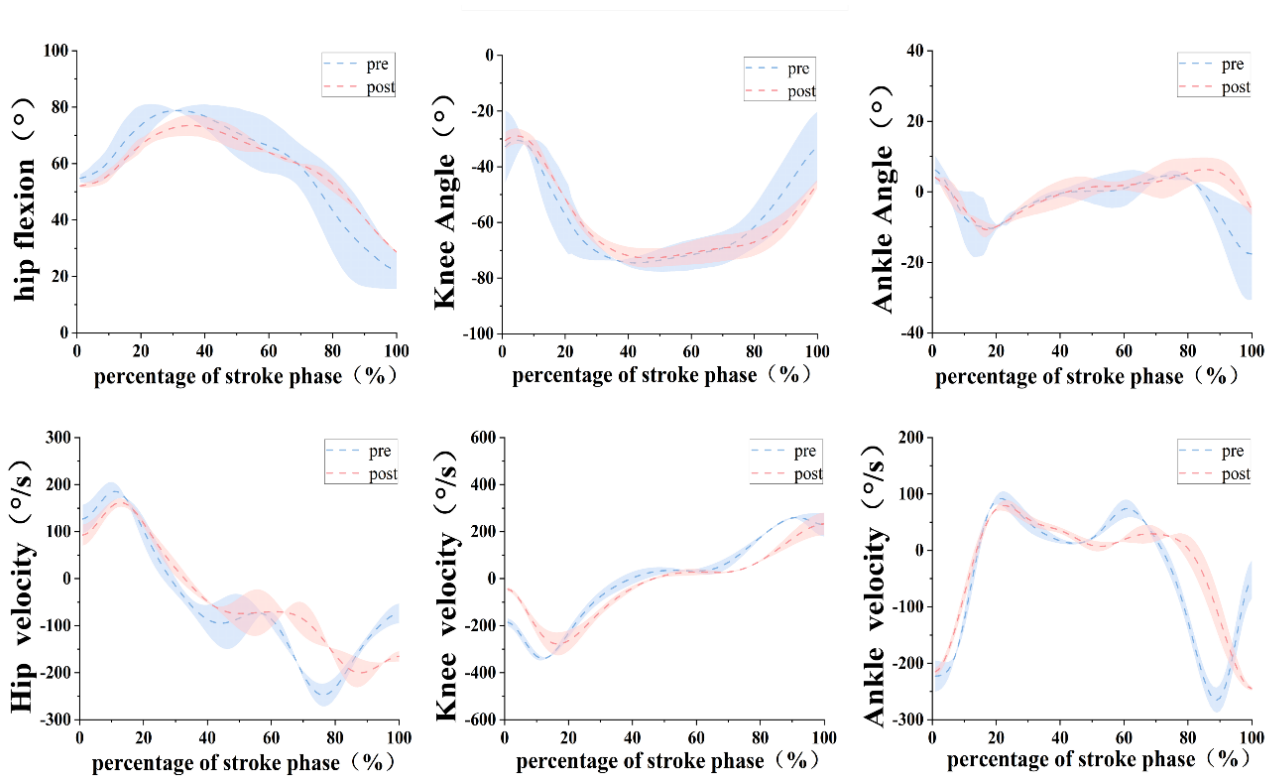 hip flexion（°）
100
80
60
40
20
0
pre
post
0 20 40 60 80 100
percentage of stroke phase（%）
Knee Angle（°）
0
-20
-40
-60
-80
-100
pre
post
0 20 40 60 80 100
percentage of stroke phase（%）
Ankle Angle（°）
40
20
0
-20
-40
pre
post
0 20 40 60 80 100
percentage of stroke phase（%）
Hip velocity（°/s）
300
200
100
0
-100
-200
-300
pre
post
0 20 40 60 80 100
percentage of stroke phase（%）
Knee velocity（°/s）
600
400
200
0
-200
-400
-600
pre
post
0 20 40 60 80 100
percentage of stroke phase（%）
Ankle velocity（°/s）
200
100
0
-100
-200
-300
pre
post
0 20 40 60 80 100
percentage of stroke phase（%）